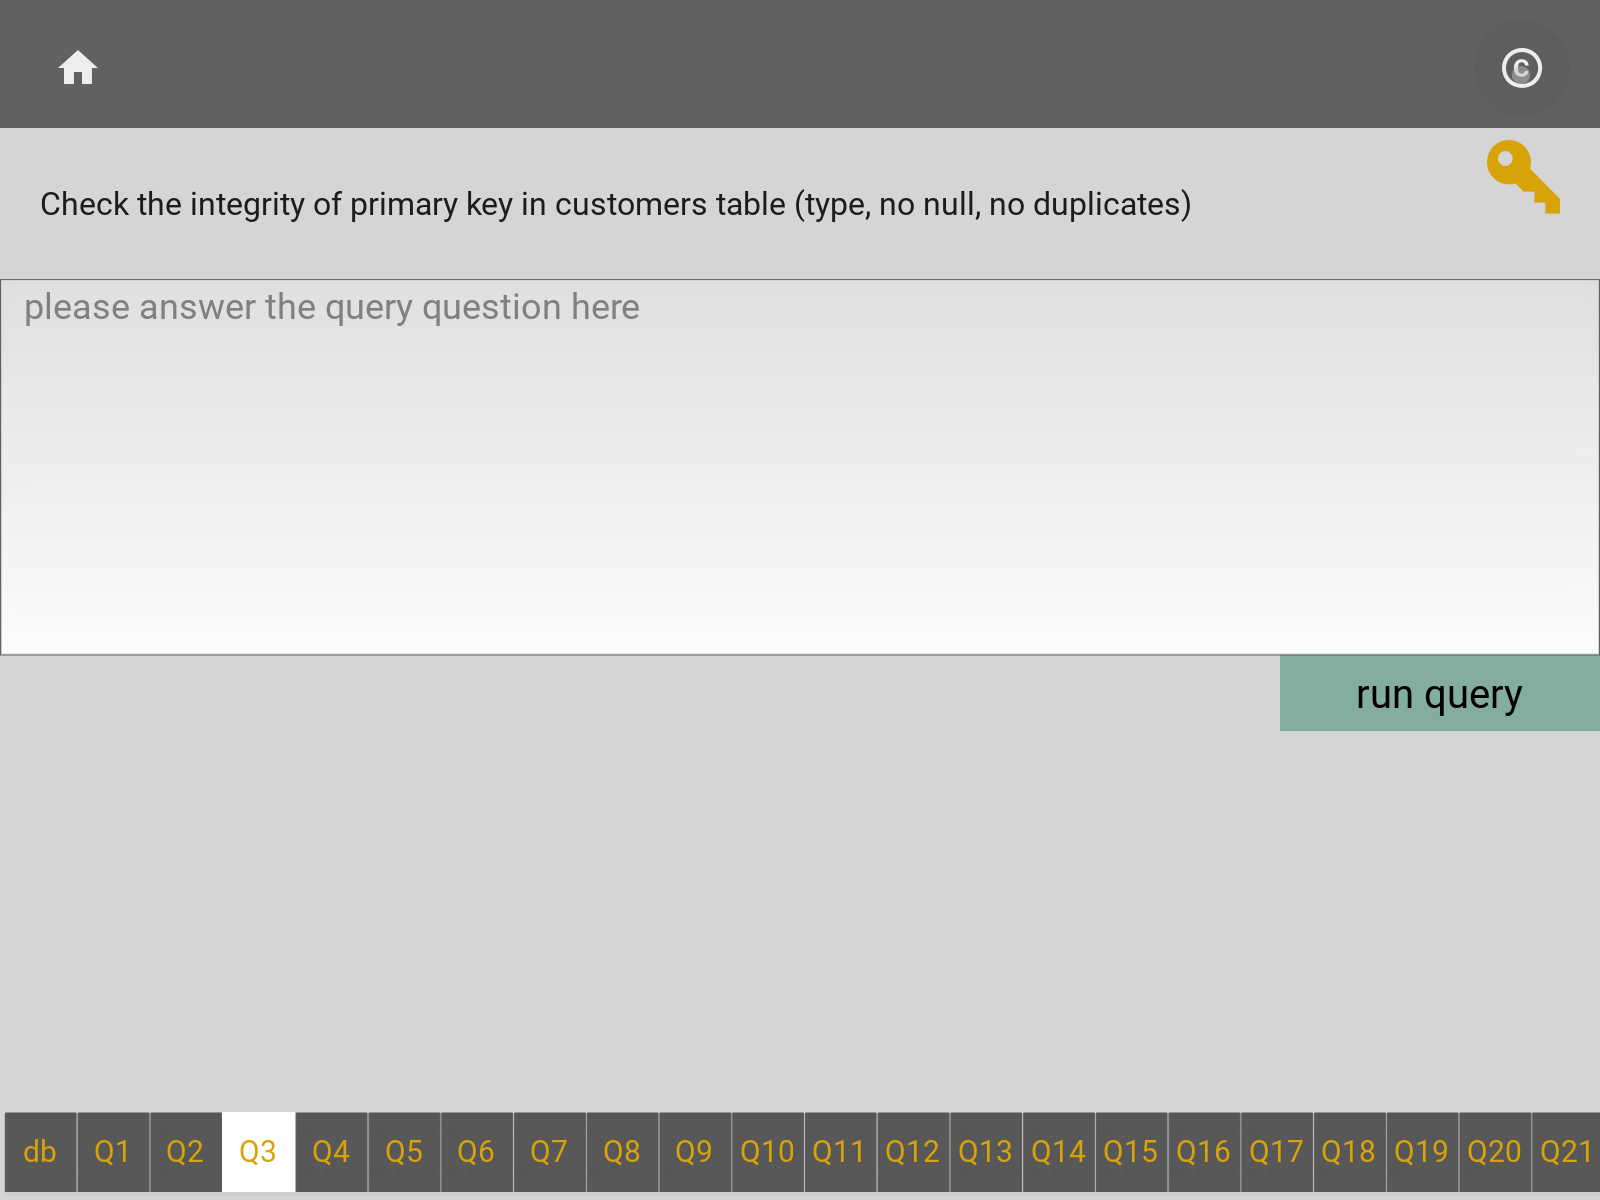 ©
Check the integrity of primary key in customers table (type, no null, no duplicates)
please answer the query question here
run query
db Q1 Q2 Q3 Q4 Q5 Q6 Q7 Q8 Q9 Q10 Q11 Q12 Q13 Q14 Q15 Q16 Q17 Q18 Q19 Q20 Q21